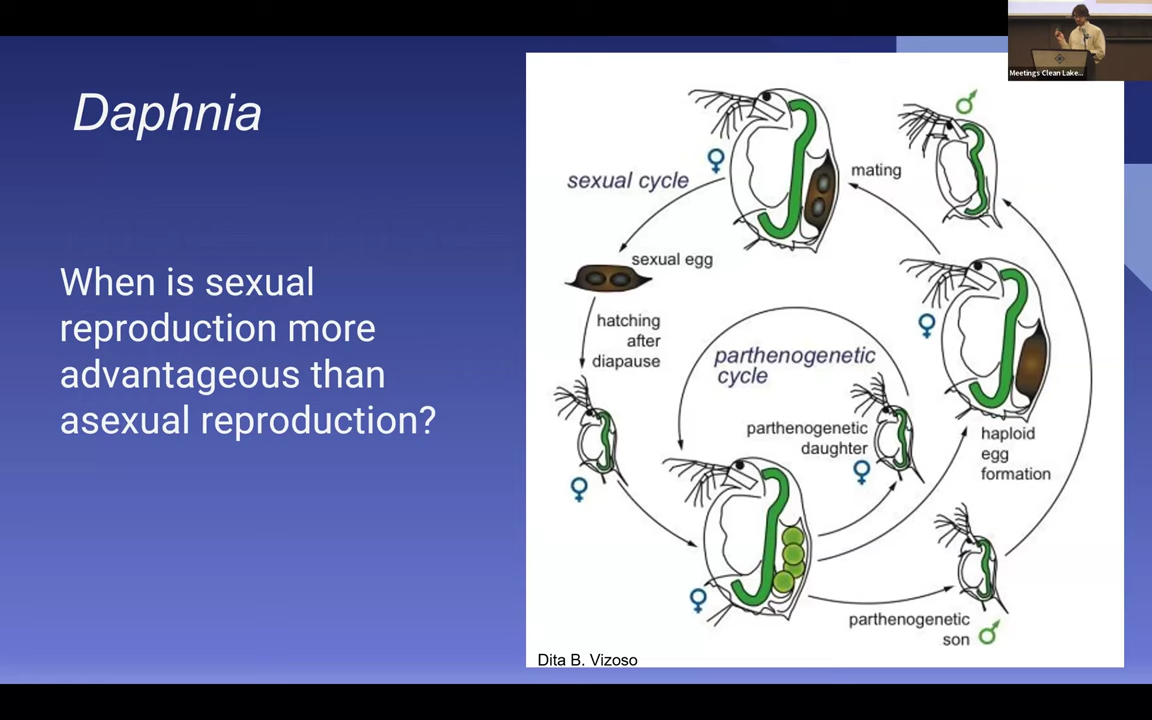 Meetings Clean Lake...
Daphnia
When is sexual
reproduction more
advantageous than
asexual reproduction?
♂
♀
mating
sexual cycle
sexual egg
hatching
after
diapause
♀
parthenogenetic
cycle
♀
parthenogenetic
daughter
♀
haploid
egg
formation
♀
parthenogenetic
son ♂
Dita B. Vizoso